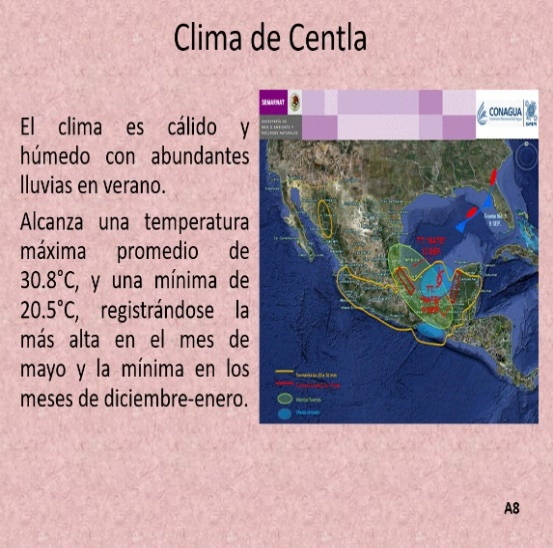 Clima de Centla
El clima es cálido y
húmedo con abundantes
lluvias en verano.
Alcanza una temperatura
máxima promedio de
30.8°C, y una mínima de
20.5°C, registrándose la
más alta en el mes de
mayo y la mínima en los
meses de diciembre-enero.
SEMARNAT
CONAGUA
A8